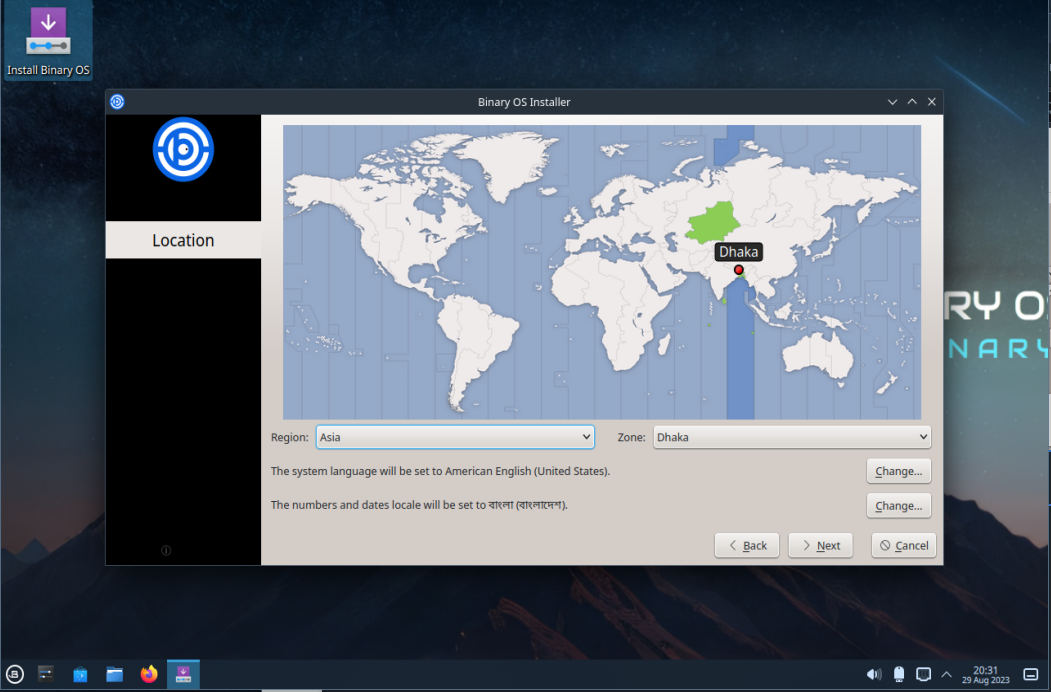 Install Binary OS
Binary OS Installer
Location
Dhaka
RY O
NARY
Region:
Asia
Zone:
Dhaka
The system language will be set to American English (United States).
Change...
The numbers and dates locale will be set to বাংলা (বাংলাদেশ).
Change...
Back
Next
Cancel
20:31
29 Aug 2023